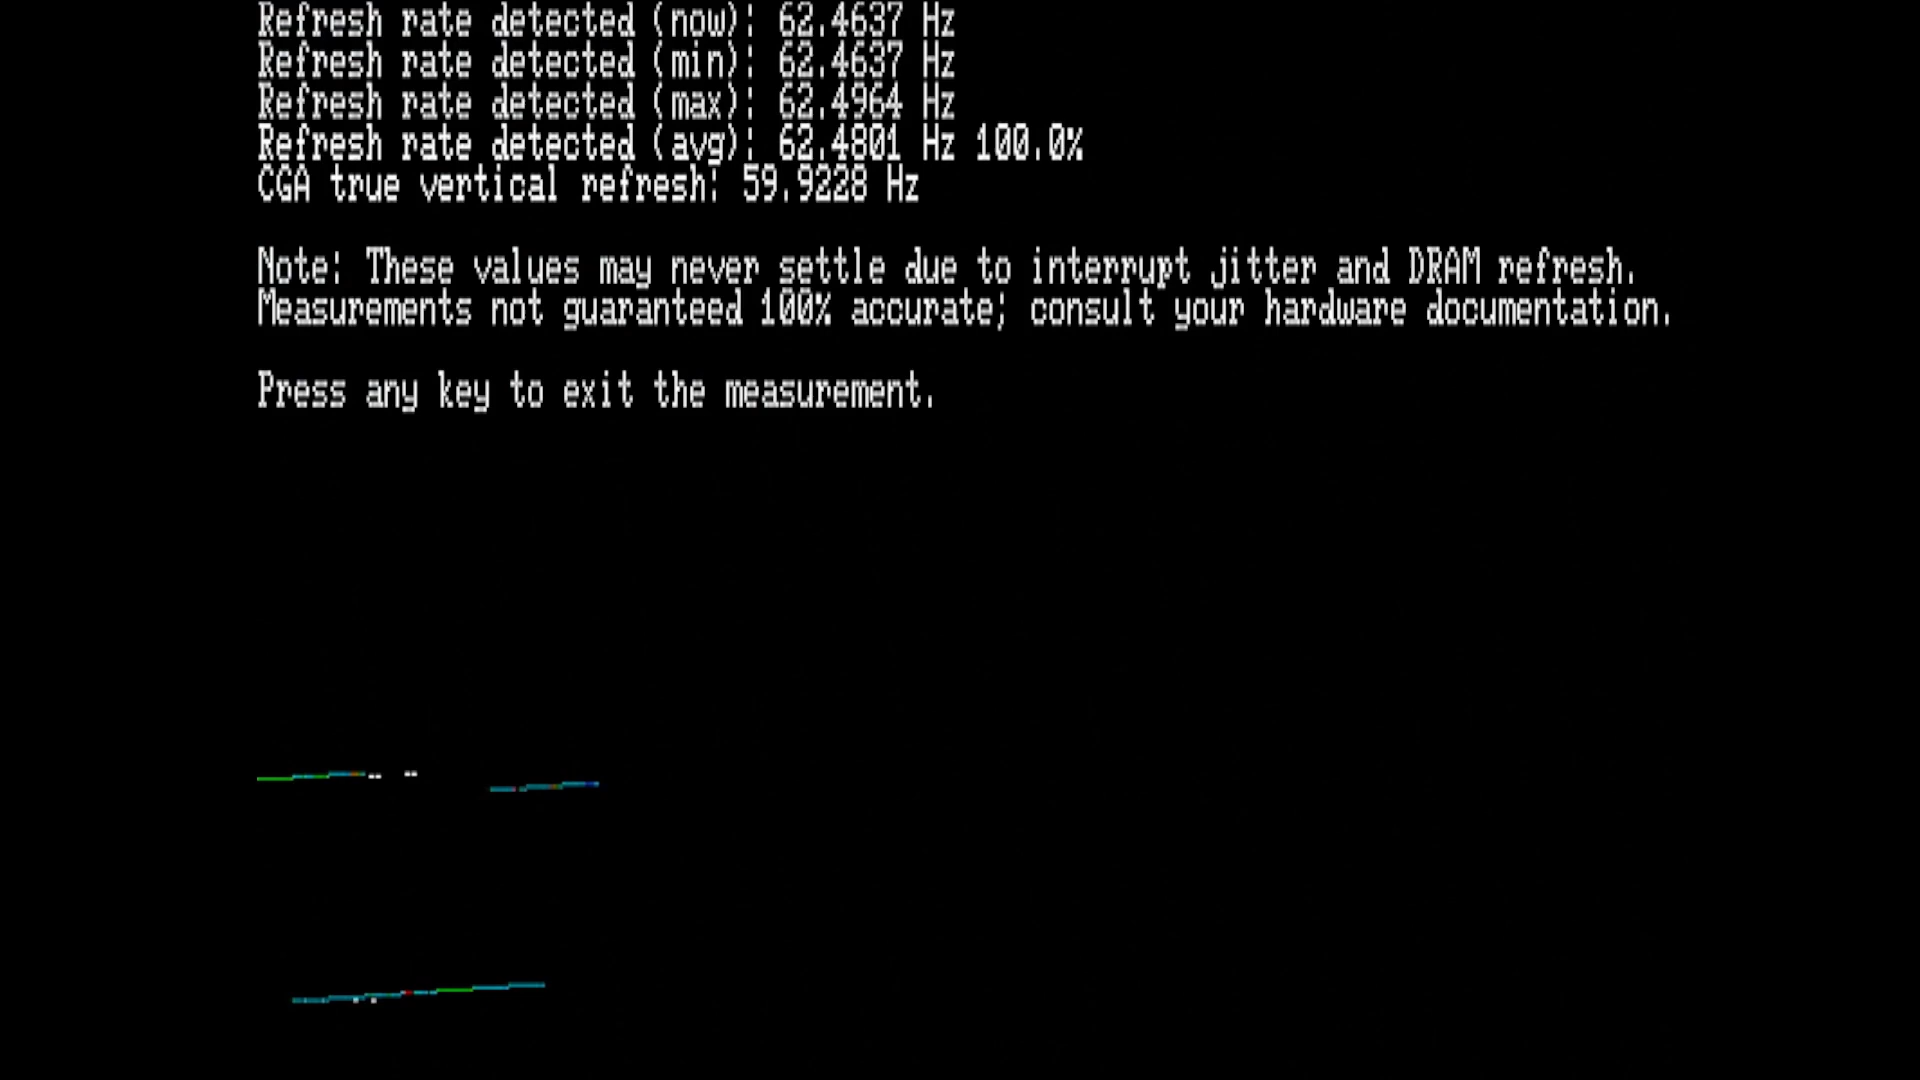 Refresh rate detected (now): 62.4637 Hz
Refresh rate detected (min): 62.4637 Hz
Refresh rate detected (max): 62.4964 Hz
Refresh rate detected (avg): 62.4801 Hz 100.0%
CGA true vertical refresh: 59.9228 Hz
Note: These values may never settle due to interrupt jitter and DRAM refresh.
Measurements not guaranteed 100% accurate; consult your hardware documentation.
Press any key to exit the measurement.